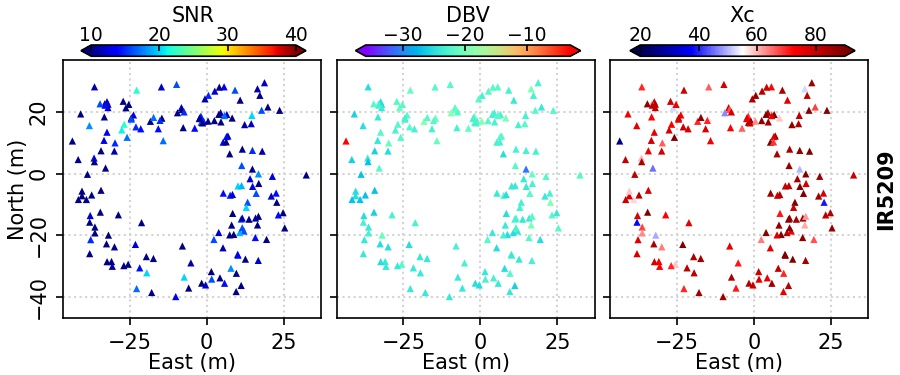 SNR DBV Xc
10 20 30 40 −30 −20 −10 20 40 60 80
North (m)
20
0
−20
−40
−25 0 25 −25 0 25 −25 0 25
East (m) East (m) East (m)
IR5209